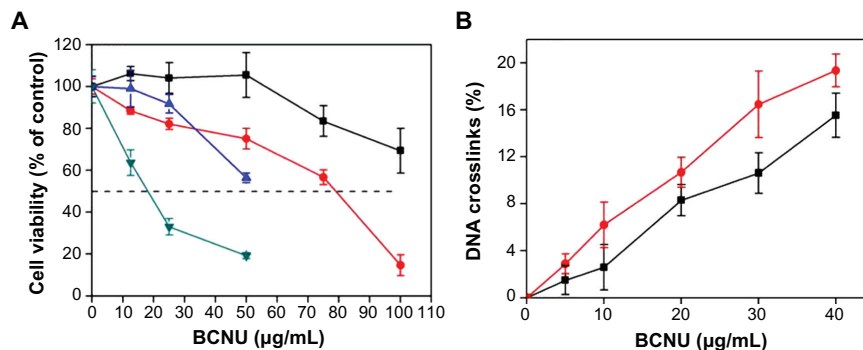 A
120
100
80
60
40
20
0
0 10 20 30 40 50 60 70 80 90 100 110
Cell viability (% of control)
BCNU (µg/mL)
B
20
16
12
8
4
0
0 10 20 30 40
DNA crosslinks (%)
BCNU (µg/mL)